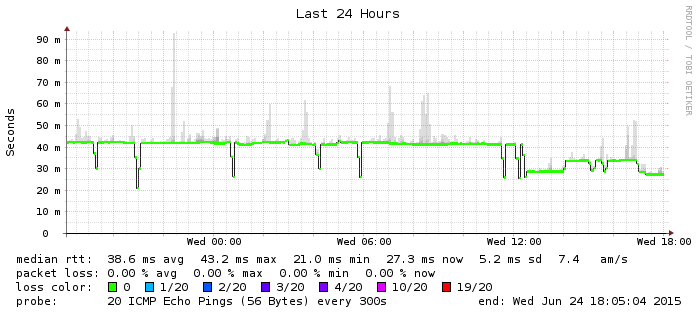 Last 24 Hours
RRDTOOL / TOBI OETIKER
Seconds
90 m
80 m
70 m
60 m
50 m
40 m
30 m
20 m
10 m
0
Wed 00:00 Wed 06:00 Wed 12:00 Wed 18:00
median rtt: 38.6 ms avg 43.2 ms max 21.0 ms min 27.3 ms now 5.2 ms sd 7.4 am/s
packet loss: 0.00 % avg 0.00 % max 0.00 % min 0.00 % now
loss color: 0 1/20 2/20 3/20 4/20 10/20 19/20
probe: 20 ICMP Echo Pings (56 Bytes) every 300s end: Wed Jun 24 18:05:04 2015